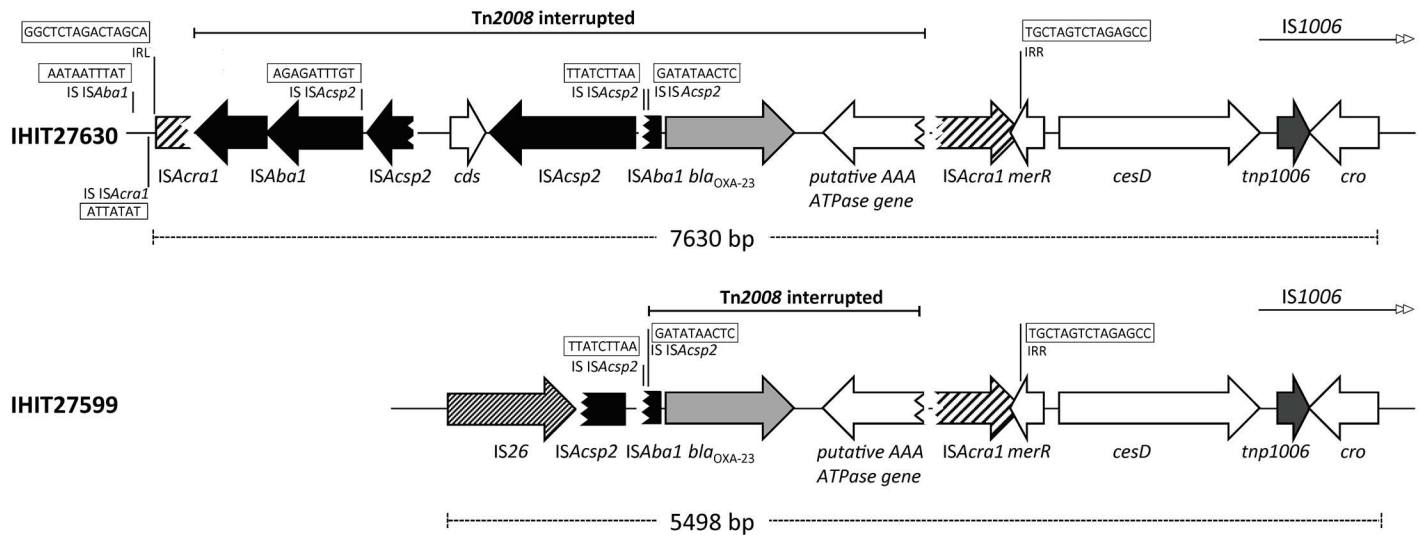 Tn2008 interrupted
GGCTCTAGACTAGCA
IRL
TGCTAGTCTAGAGCC
IRR
IS1006
AATAATTTAT
IS ISAba1
AGAGATTTGT
IS ISAcsp2
TTATCTTAA
IS ISAcsp2
GATATAACTC
IS ISAcsp2
IHIT27630
ISAcra1 ISAba1 ISAcsp2 cds ISAcsp2 ISAba1 blaOXA-23 putative AAA ISAcra1 merR cesD tnp1006 cro
ATPase gene
IS ISAcra1
ATTATAT
7630 bp
Tn2008 interrupted
IS1006
TTATCTTAA
IS ISAcsp2
GATATAACTC
IS ISAcsp2
TGCTAGTCTAGAGCC
IRR
IHIT27599
IS26 ISAcsp2 ISAba1 blaOXA-23 putative AAA ISAcra1 merR cesD tnp1006 cro
ATPase gene
5498 bp